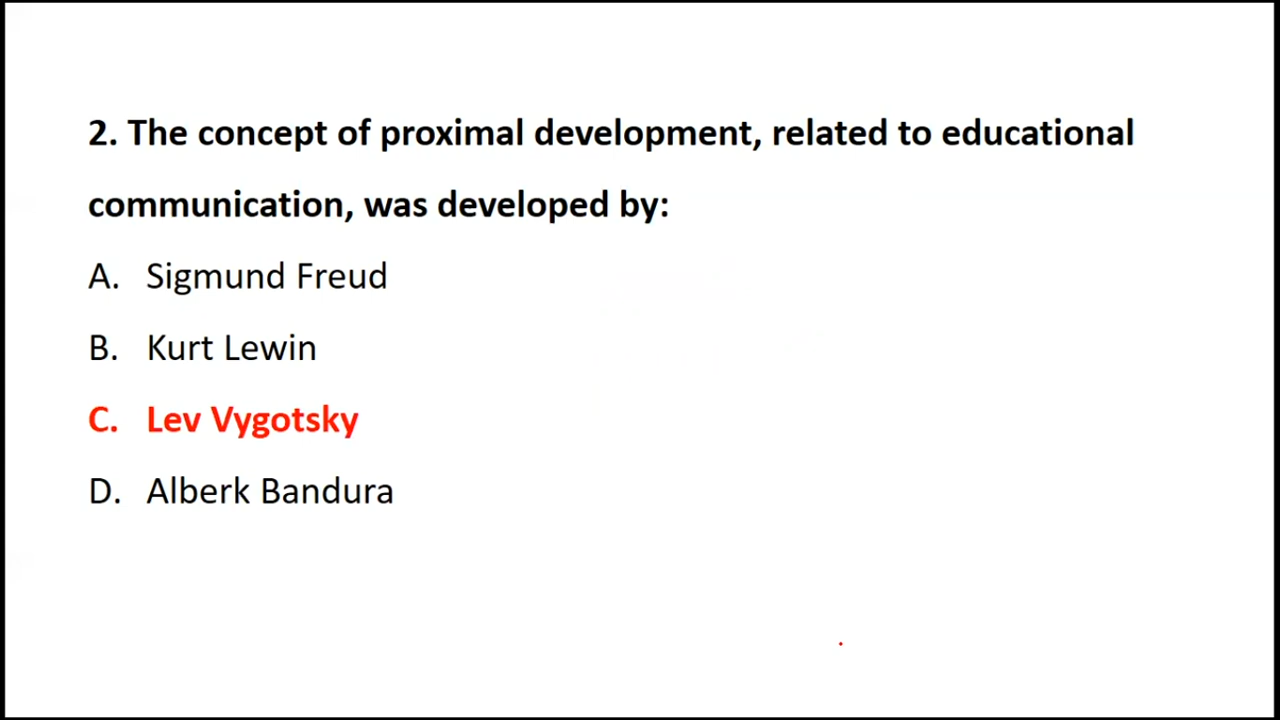 2. The concept of proximal development, related to educational
communication, was developed by:
A. Sigmund Freud
B. Kurt Lewin
C. Lev Vygotsky
D. Alberk Bandura